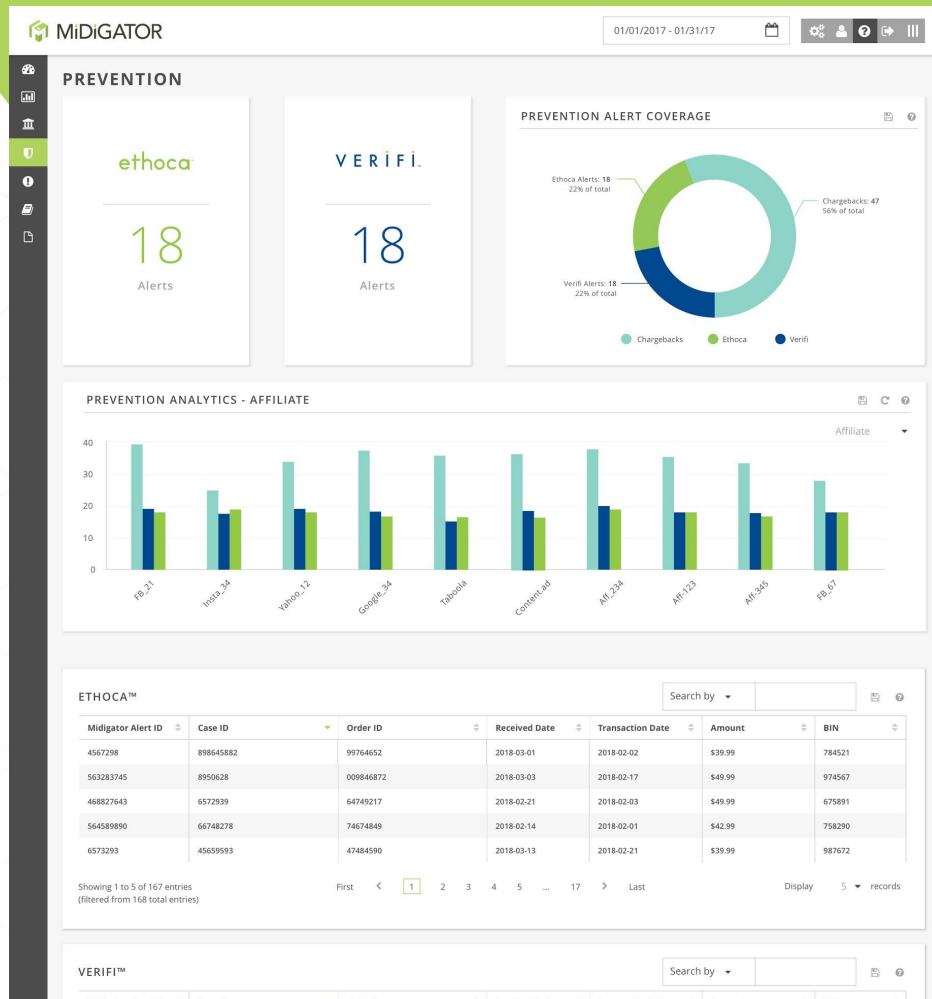 MiDiGATOR
01/01/2017 - 01/31/17
PREVENTION
ethoca
18
Alerts
VERiFi
18
Alerts
PREVENTION ALERT COVERAGE
Ethoca Alerts: 18
22% of total
Chargebacks: 47
56% of total
Verifi Alerts: 18
22% of total
Chargebacks Ethoca Verifi
PREVENTION ANALYTICS - AFFILIATE
Affiliate
40
30
20
10
0
FB_21 Insta_34 Yahoo_12 Google_34 Taboola Content.ad Aff_234 Aff-123 Aff-345 FB_67
ETHOCA™ Search by
Midigator Alert ID Case ID Order ID Received Date Transaction Date Amount BIN
4567298 898645882 99764652 2018-03-01 2018-02-02 $39.99 784521
563283745 8950628 009846872 2018-03-03 2018-02-17 $49.99 974567
468827643 6572939 64749217 2018-02-21 2018-02-03 $49.99 675891
564589890 66748278 74674849 2018-02-14 2018-02-01 $42.99 758290
6573293 45659593 47484590 2018-03-13 2018-02-21 $39.99 987672
Showing 1 to 5 of 167 entries First 1 2 3 4 5 ... 17 Last Display 5 records
(filtered from 168 total entries)
VERIFI™ Search by